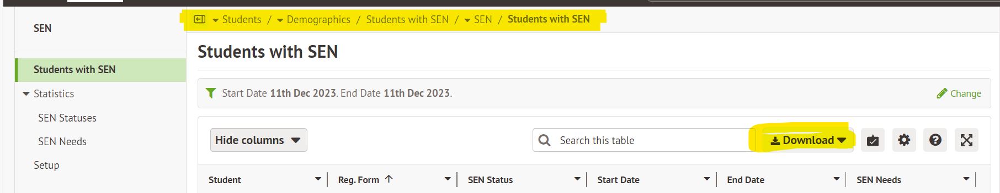 SEN
Students / Demographics / Students with SEN / SEN / Students with SEN
Students with SEN
Students with SEN
Statistics
SEN Statuses
SEN Needs
Setup
Start Date 11th Dec 2023. End Date 11th Dec 2023.
Change
Hide columns
Search this table
Download
Student
Reg. Form
SEN Status
Start Date
End Date
SEN Needs